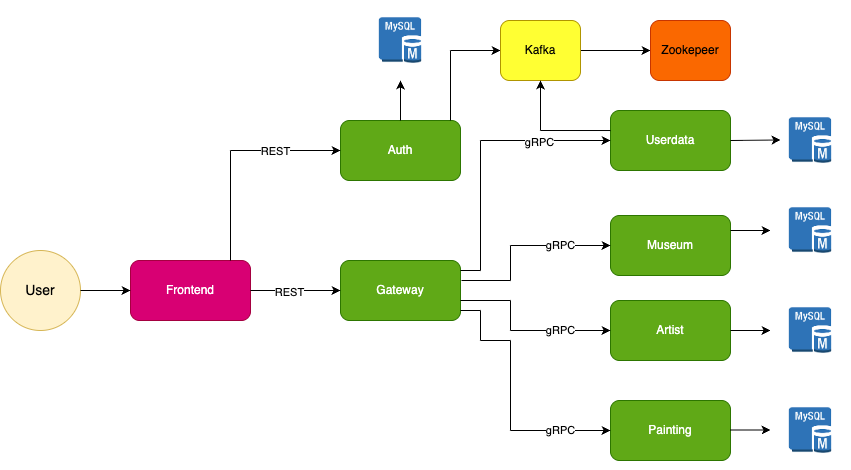 MySQL
M
Kafka
Zookepeer
REST
Auth
gRPC
Userdata
MySQL
M
gRPC
Museum
MySQL
M
User
Frontend
REST
Gateway
gRPC
Artist
MySQL
M
gRPC
Painting
MySQL
M